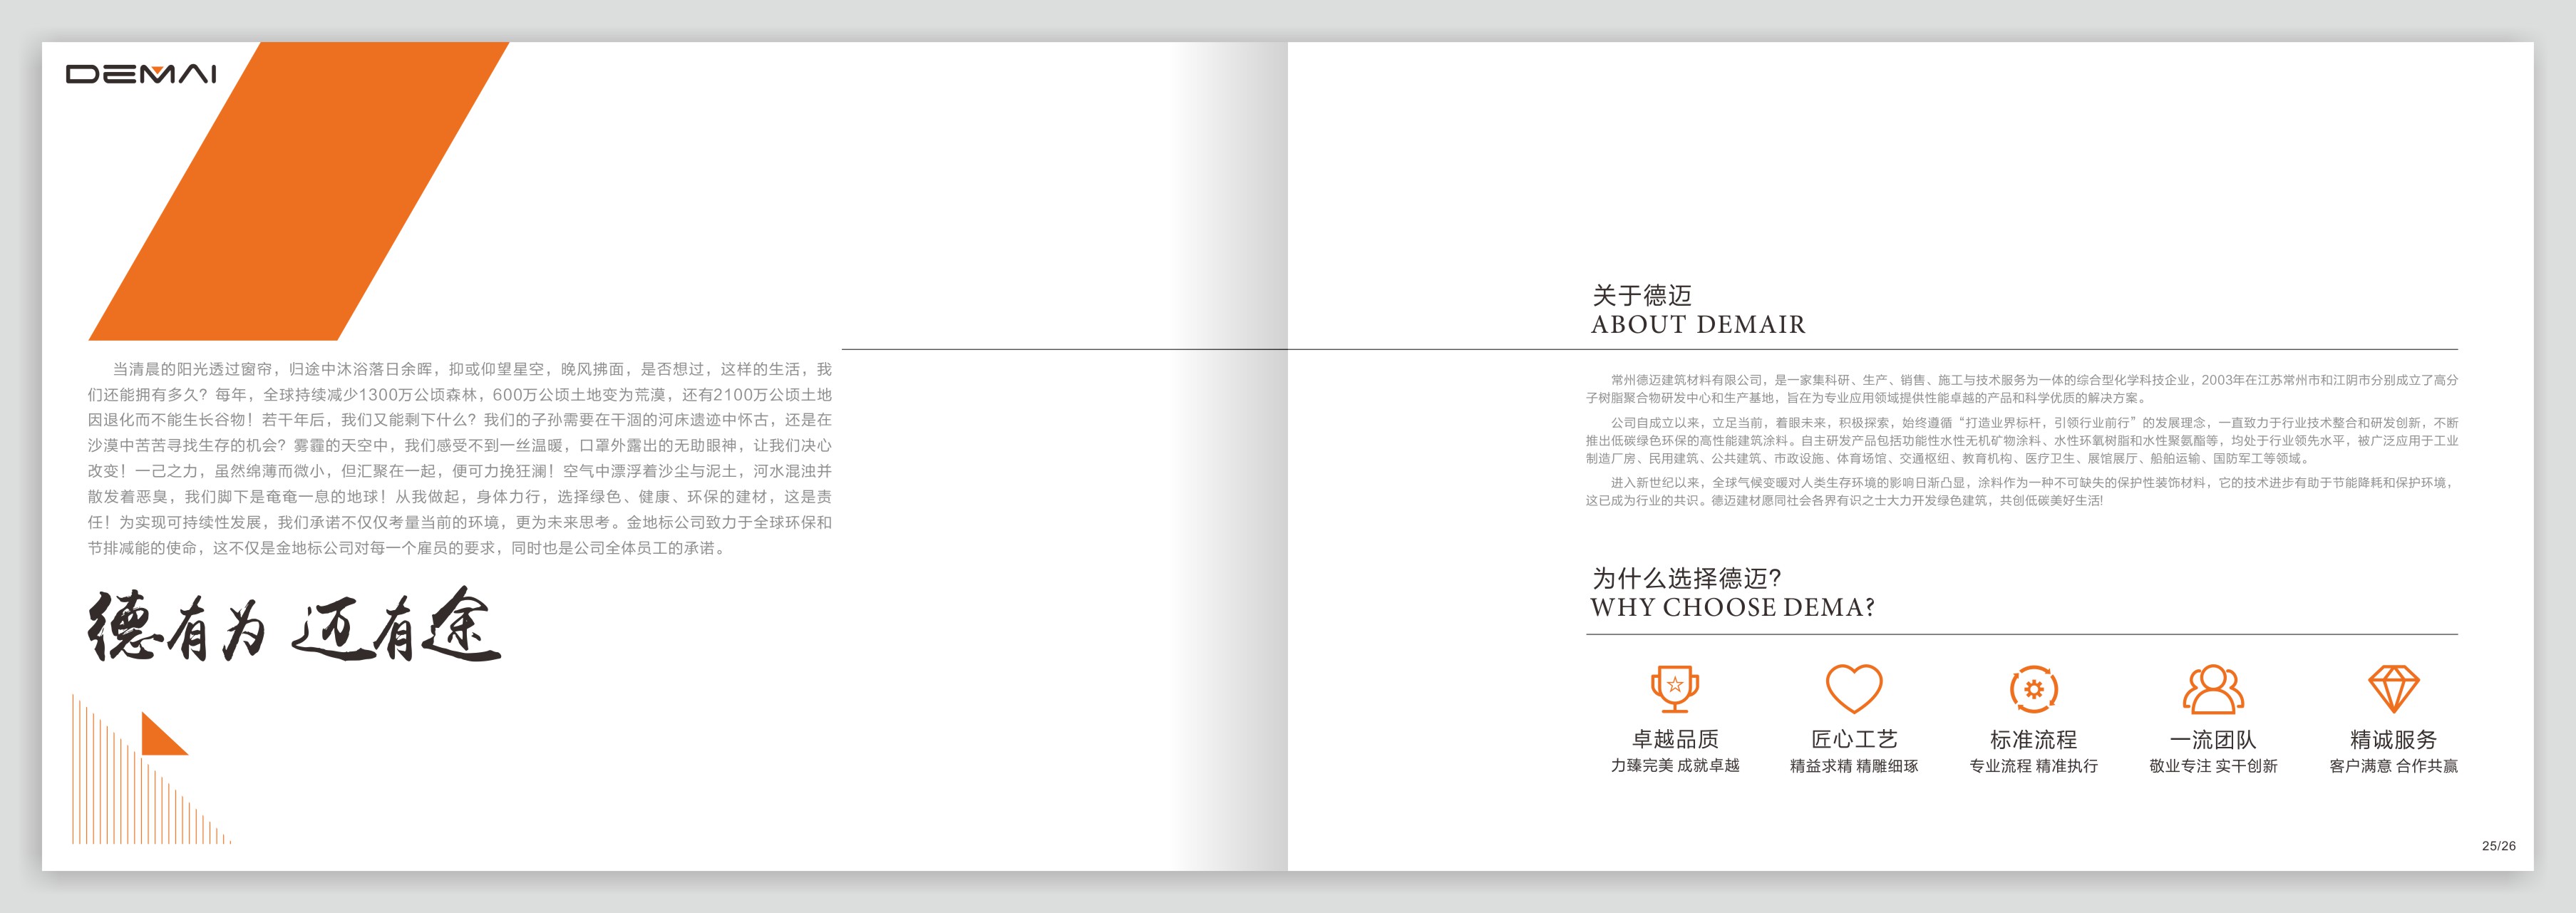 DEMAI
当清晨的阳光透过窗帘，归途中沐浴落日余晖，抑或仰望星空，晚风拂面，是否想过，这样的生活，我
们还能拥有多久？每年，全球持续减少1300万公顷森林，600万公顷土地变为荒漠，还有2100万公顷土地
因退化而不能生长谷物！若干年后，我们又能剩下什么？我们的子孙需要在干涸的河床遗迹中怀古，还是在
沙漠中苦苦寻找生存的机会？雾霾的天空中，我们感受不到一丝温暖，口罩外露出的无助眼神，让我们决心
改变！一己之力，虽然绵薄而微小，但汇聚在一起，便可力挽狂澜！空气中漂浮着沙尘与泥土，河水混浊并
散发着恶臭，我们脚下是奄奄一息的地球！从我做起，身体力行，选择绿色、健康、环保的建材，这是责
任！为实现可持续性发展，我们承诺不仅仅考量当前的环境，更为未来思考。金地标公司致力于全球环保和
节排减能的使命，这不仅是金地标公司对每一个雇员的要求，同时也是公司全体员工的承诺。
德有为 迈有途
关于德迈
ABOUT DEMAIR
常州德迈建筑材料有限公司，是一家集科研、生产、销售、施工与技术服务为一体的综合型化学科技企业，2003年在江苏常州市和江阴市分别成立了高分
子树脂聚合物研发中心和生产基地，旨在为专业应用领域提供性能卓越的产品和科学优质的解决方案。
公司自成立以来，立足当前，着眼未来，积极探索，始终遵循“打造业界标杆，引领行业前行”的发展理念，一直致力于行业技术整合和研发创新，不断
推出低碳绿色环保的高性能建筑涂料。自主研发产品包括功能性水性无机矿物涂料、水性环氧树脂和水性聚氨酯等，均处于行业领先水平，被广泛应用于工业
制造厂房、民用建筑、公共建筑、市政设施、体育场馆、交通枢纽、教育机构、医疗卫生、展馆展厅、船舶运输、国防军工等领域。
进入新世纪以来，全球气候变暖对人类生存环境的影响日渐凸显，涂料作为一种不可缺失的保护性装饰材料，它的技术进步有助于节能降耗和保护环境，
这已成为行业的共识。德迈建材愿同社会各界有识之士大力开发绿色建筑，共创低碳美好生活!
为什么选择德迈?
WHY CHOOSE DEMA?
卓越品质
力臻完美 成就卓越
匠心工艺
精益求精 精雕细琢
标准流程
专业流程 精准执行
一流团队
敬业专注 实干创新
精诚服务
客户满意 合作共赢
25/26